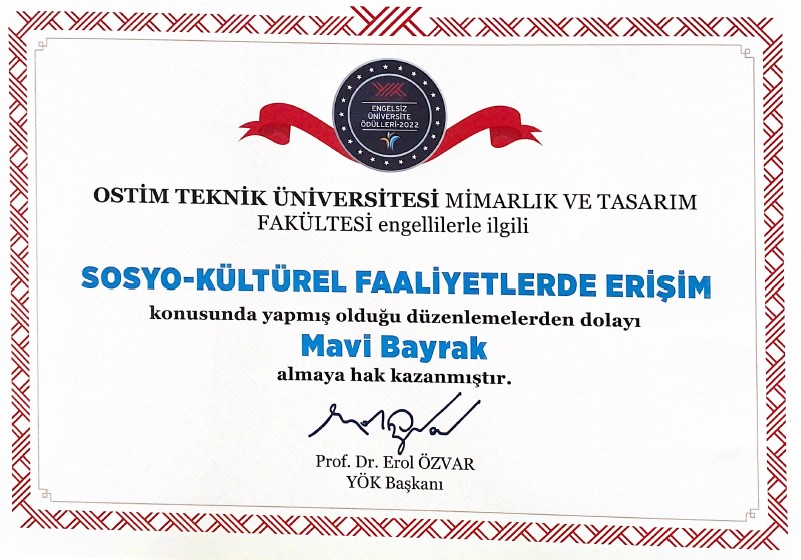 YÖK
ENGELSİZ
ÜNİVERSİTE
ÖDÜLLERİ-2022
OSTİM TEKNİK ÜNİVERSİTESİ MİMARLIK VE TASARIM
FAKÜLTESİ engellilerle ilgili
SOSYO-KÜLTÜREL FAALİYETLERDE ERİŞİM
konusunda yapmış olduğu düzenlemelerden dolayı
Mavi Bayrak
almaya hak kazanmıştır.
Prof. Dr. Erol ÖZVAR
YÖK Başkanı